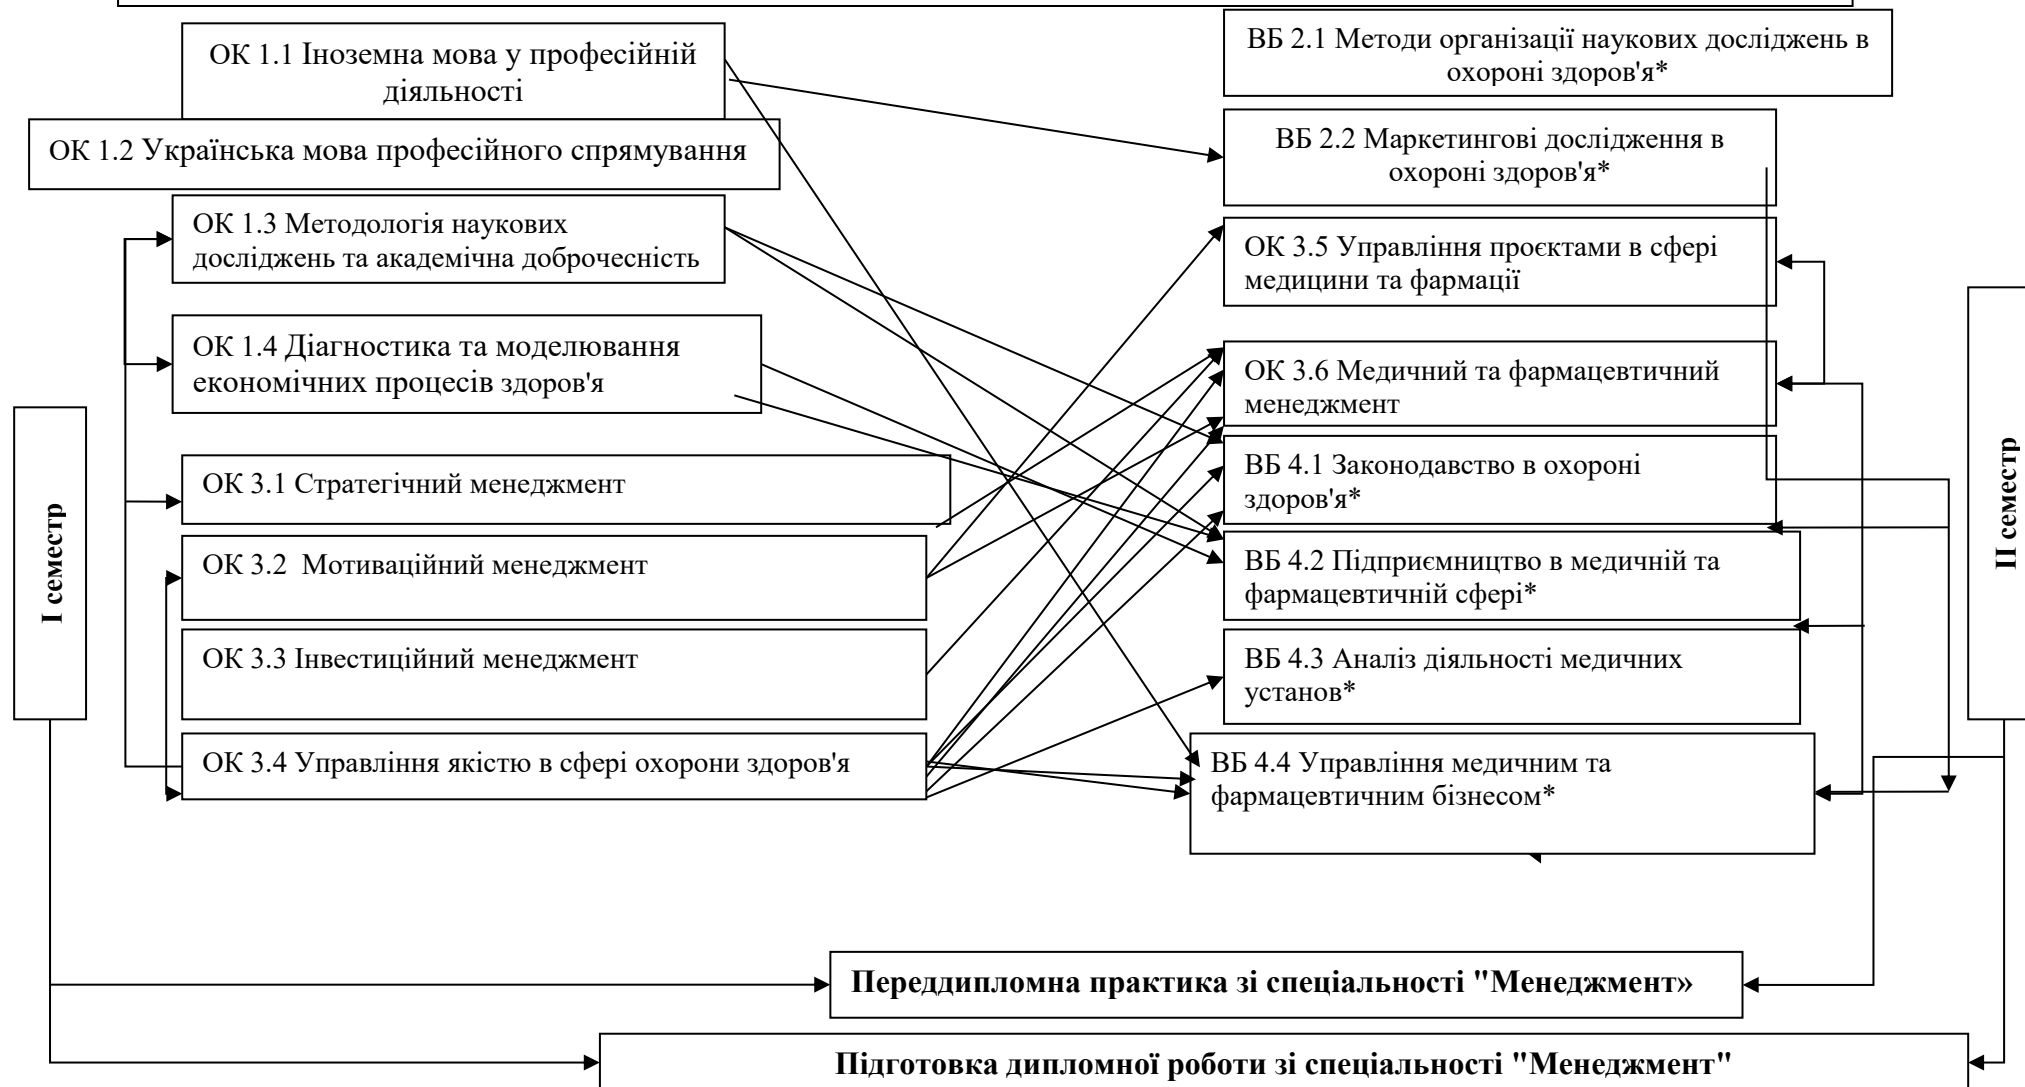 ОК 1.1 Іноземна мова у професійній
діяльності
ОК 1.2 Українська мова професійного спрямування
ОК 1.3 Методологія наукових
досліджень та академічна доброчесність
ОК 1.4 Діагностика та моделювання
економічних процесів здоров'я
ОК 3.1 Стратегічний менеджмент
ОК 3.2 Мотиваційний менеджмент
ОК 3.3 Інвестиційний менеджмент
ОК 3.4 Управління якістю в сфері охорони здоров'я
І семестр
ВБ 2.1 Методи організації наукових досліджень в
охороні здоров'я*
ВБ 2.2 Маркетингові дослідження в
охороні здоров'я*
ОК 3.5 Управління проєктами в сфері
медицини та фармації
ОК 3.6 Медичний та фармацевтичний
менеджмент
ВБ 4.1 Законодавство в охороні
здоров'я*
ВБ 4.2 Підприємництво в медичній та
фармацевтичній сфері*
ВБ 4.3 Аналіз діяльності медичних
установ*
ВБ 4.4 Управління медичним та
фармацевтичним бізнесом*
ІІ семестр
Переддипломна практика зі спеціальності "Менеджмент»
Підготовка дипломної роботи зі спеціальності "Менеджмент"